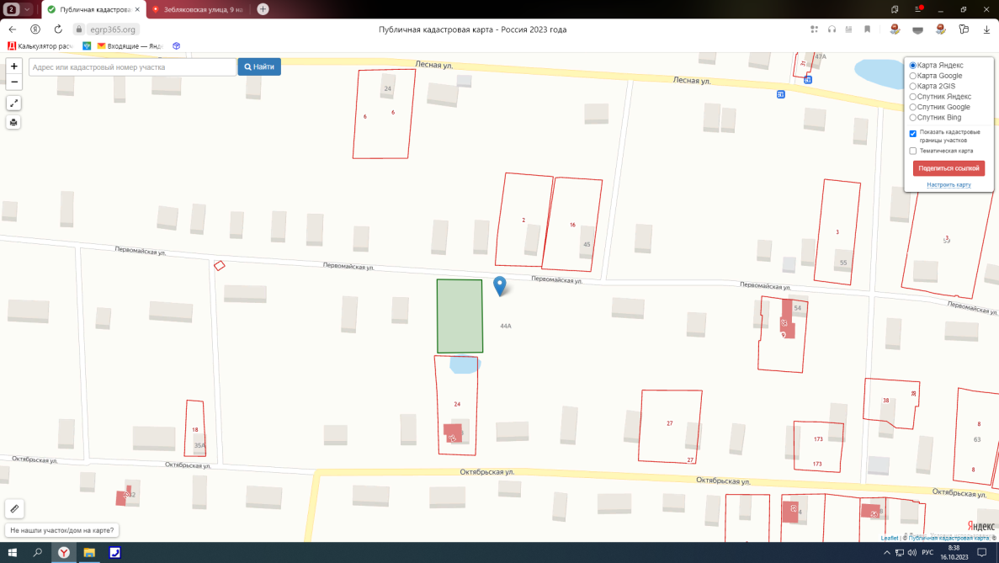 2
Публичная кадастрова
Зебляковская улица, 9 на
egrp365.org
Публичная кадастровая карта - Россия 2023 года
Калькулятор расч
Входящие — Янде
Адрес или кадастровый номер участка
Найти
+
−
Карта Яндекс
Карта Google
Карта 2GIS
Спутник Яндекс
Спутник Google
Спутник Bing
Показать кадастровые
границы участков
Тематическая карта
Поделиться ссылкой
Настроить карту
Лесная ул.
Лесная ул.
47А
31
24
6
6
2
16
45
3
55
3
Первомайская ул.
Первомайская ул.
Первомайская ул.
Первомайская ул.
Первомайская ул.
44А
54
9
24
18
35А
27
27
173
173
38
38
8
63
8
Октябрьская ул.
Октябрьская ул.
Октябрьская ул.
Октябрьская ул.
Октябрьская ул.
Не нашли участок/дом на карте?
Яндекс
Leaflet | © Публичная кадастровая карта, ©
РУС
8:38
16.10.2023